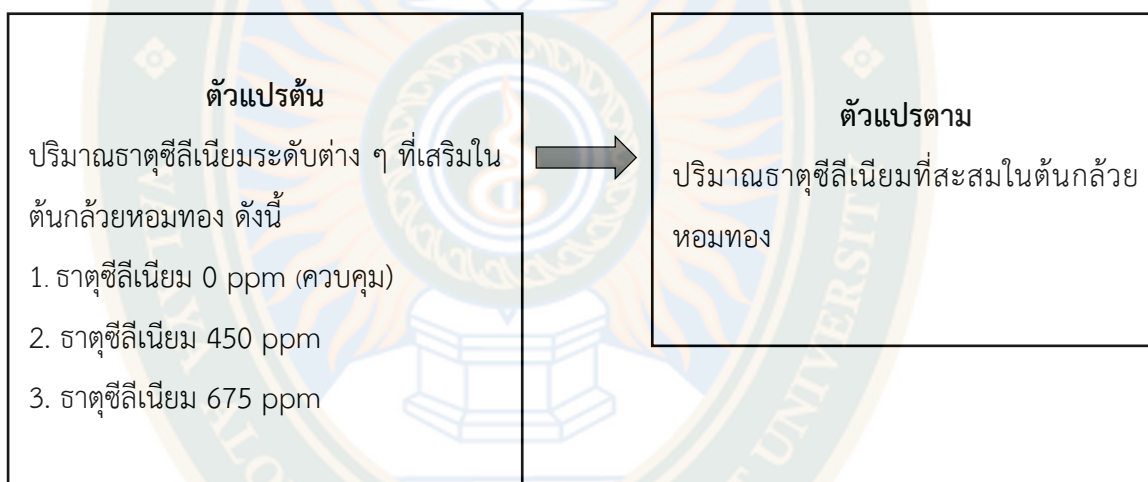 ตัวแปรต้น
ปริมาณธาตุซีลีเนียมระดับต่าง ๆ ที่เสริมใน
ต้นกล้วยหอมทอง ดังนี้
1. ธาตุซีลีเนียม 0 ppm (ควบคุม)
2. ธาตุซีลีเนียม 450 ppm
3. ธาตุซีลีเนียม 675 ppm
ตัวแปรตาม
ปริมาณธาตุซีลีเนียมที่สะสมในต้นกล้วย
หอมทอง